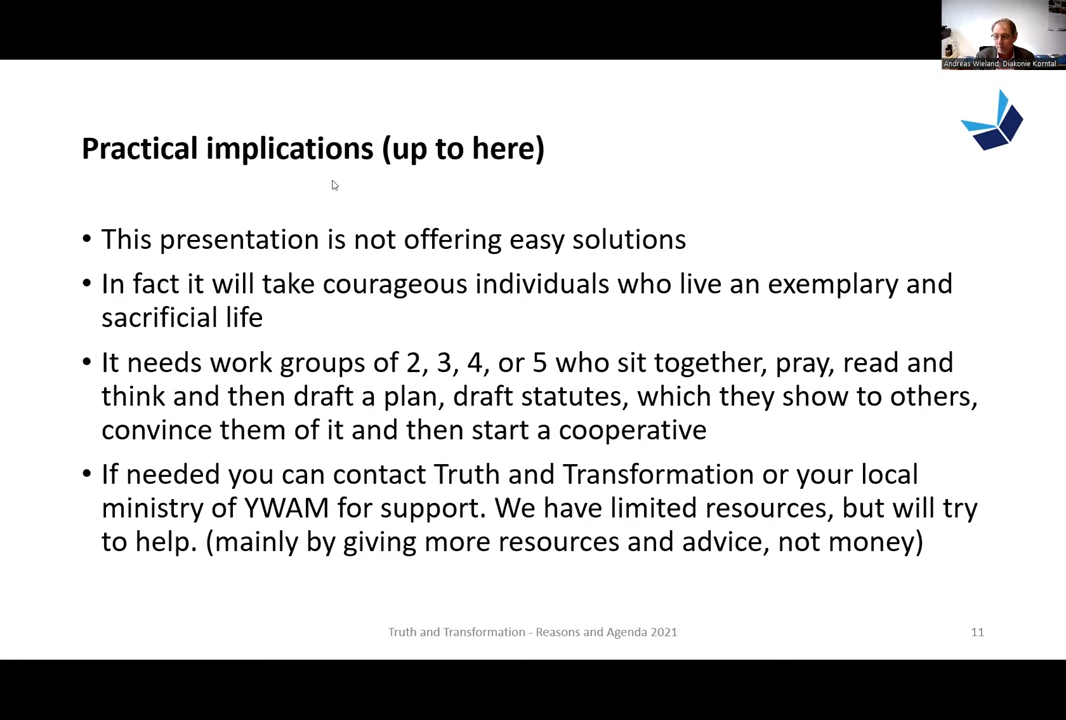 Andreas Wieland, Diakonie Korntal
Practical implications (up to here)
• This presentation is not offering easy solutions
• In fact it will take courageous individuals who live an exemplary and
sacrificial life
• It needs work groups of 2, 3, 4, or 5 who sit together, pray, read and
think and then draft a plan, draft statutes, which they show to others,
convince them of it and then start a cooperative
• If needed you can contact Truth and Transformation or your local
ministry of YWAM for support. We have limited resources, but will try
to help. (mainly by giving more resources and advice, not money)
Truth and Transformation - Reasons and Agenda 2021
11